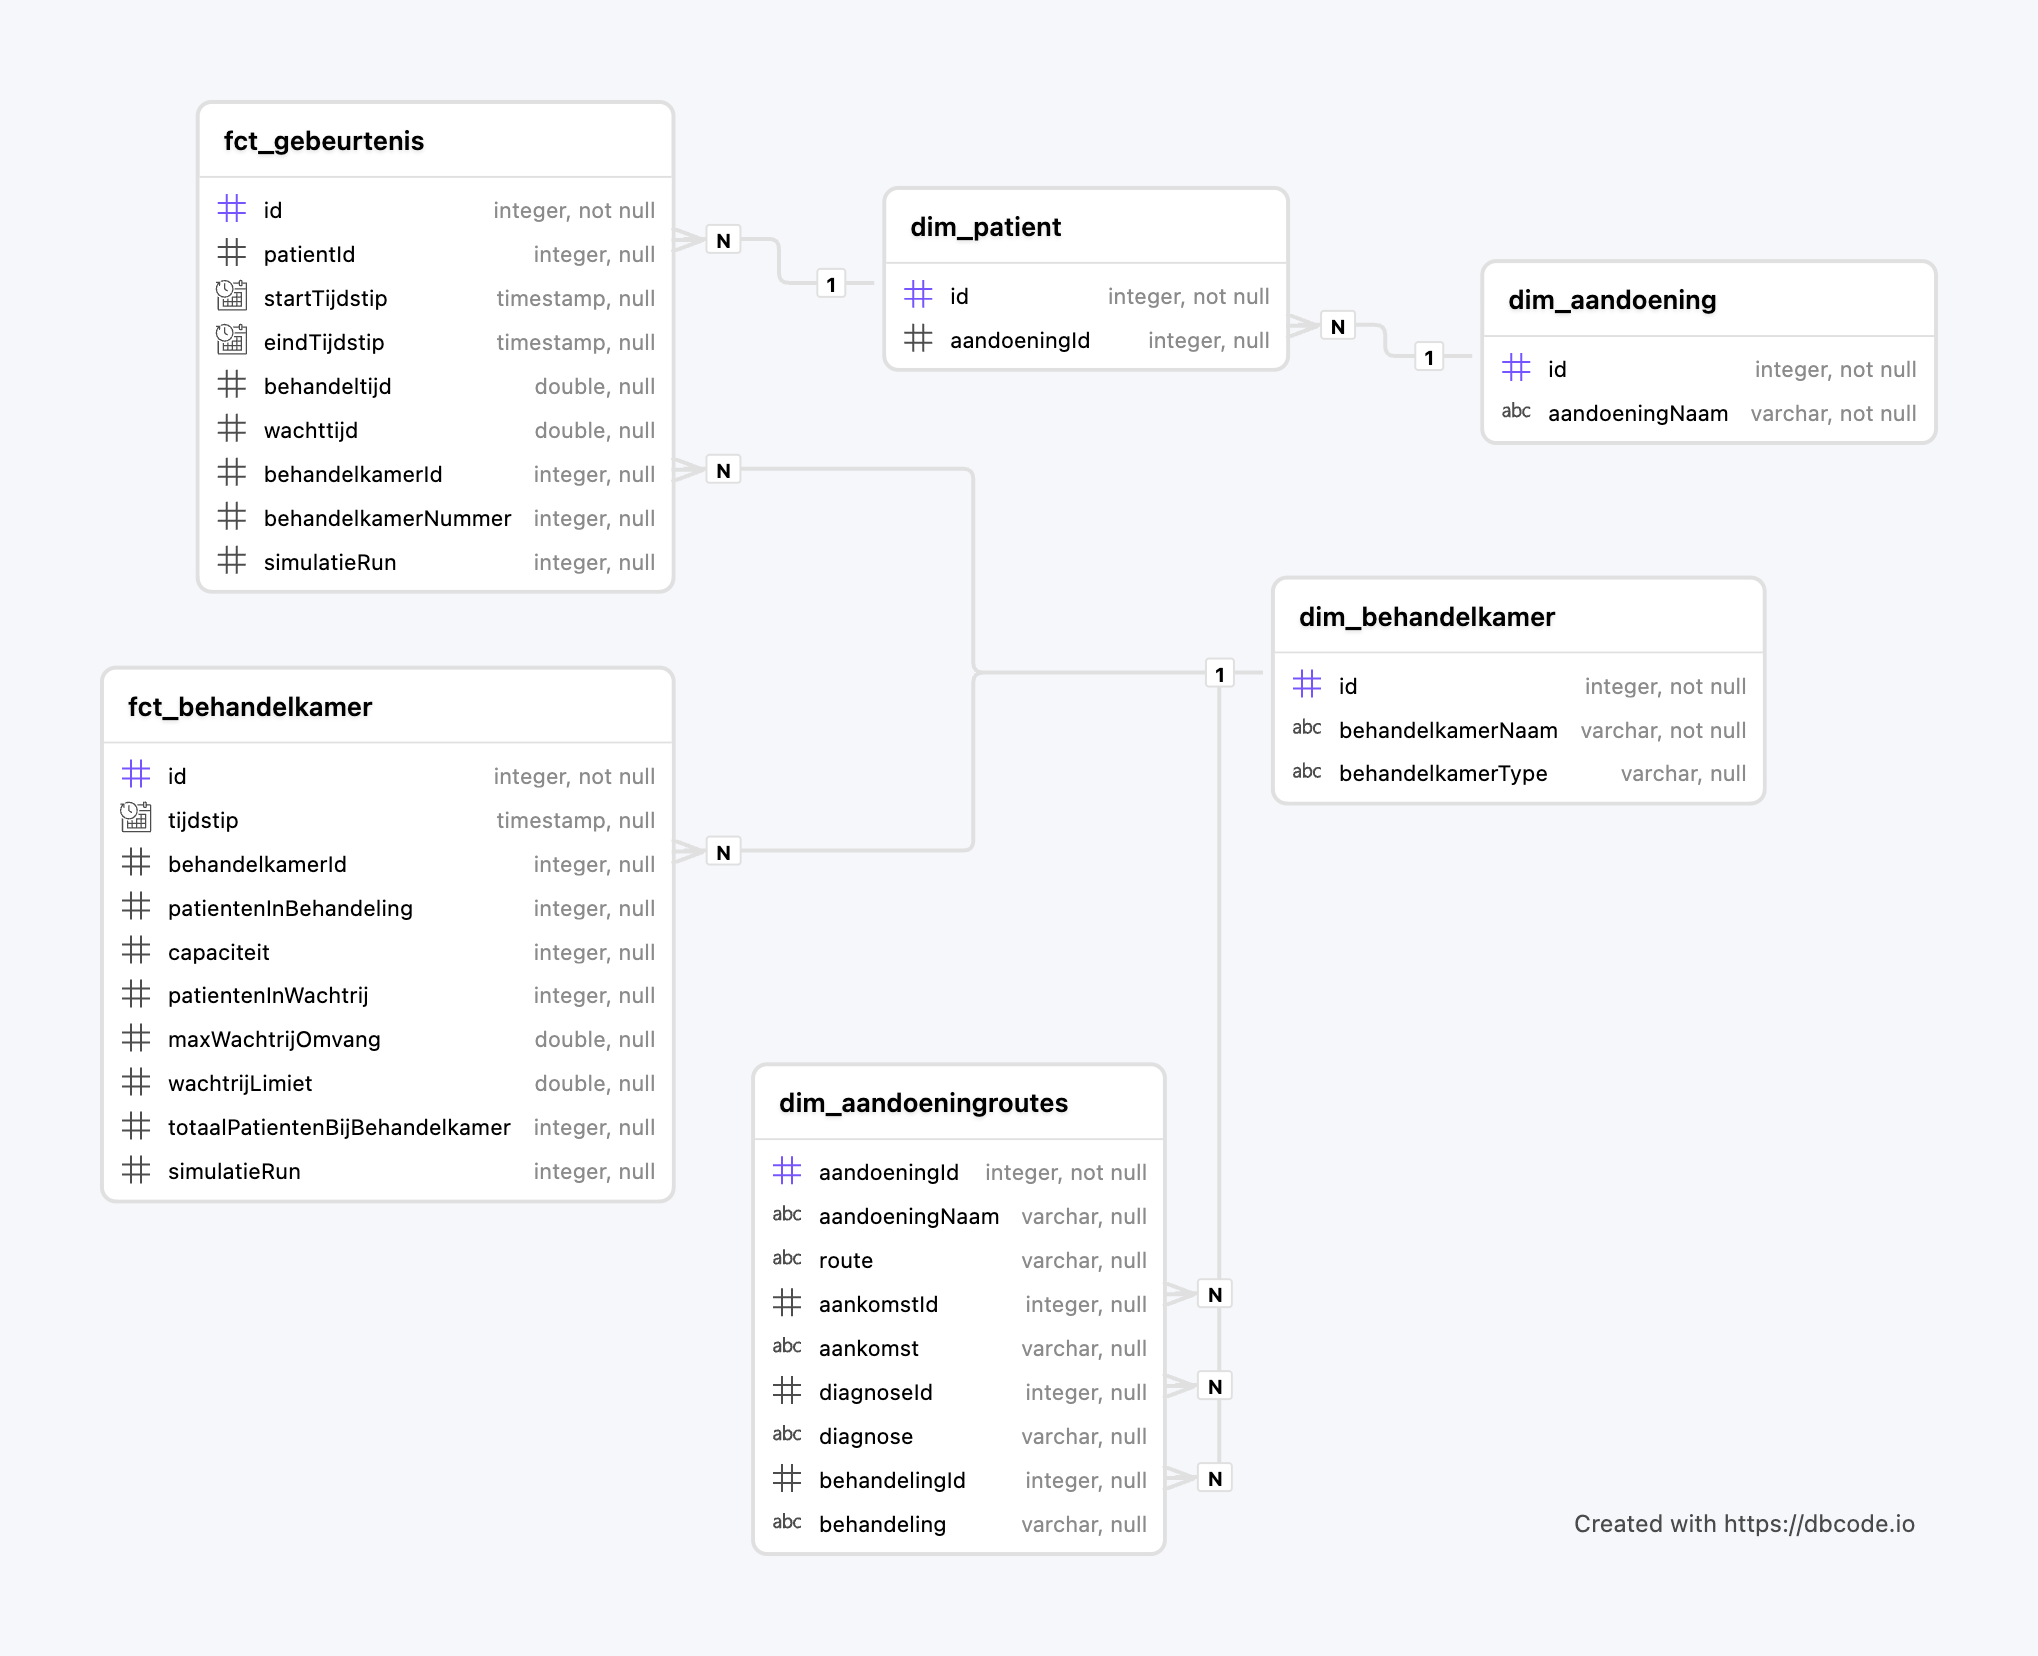 fct_gebeurtenis
id integer, not null
patientId integer, null
startTijdstip timestamp, null
eindTijdstip timestamp, null
behandeltijd double, null
wachttijd double, null
behandelkamerId integer, null
behandelkamerNummer integer, null
simulatieRun integer, null
N
1
N
dim_patient
id integer, not null
aandoeningId integer, null
N
1
dim_aandoening
id integer, not null
abc aandoeningNaam varchar, not null
fct_behandelkamer
id integer, not null
tijdstip timestamp, null
behandelkamerId integer, null
patientenInBehandeling integer, null
capaciteit integer, null
patientenInWachtrij integer, null
maxWachtrijOmvang double, null
wachtrijLimiet double, null
totaalPatientenBijBehandelkamer integer, null
simulatieRun integer, null
N
1
dim_behandelkamer
id integer, not null
abc behandelkamerNaam varchar, not null
abc behandelkamerType varchar, null
dim_aandoeningroutes
aandoeningId integer, not null
abc aandoeningNaam varchar, null
abc route varchar, null
aankomstId integer, null
abc aankomst varchar, null
diagnoseId integer, null
abc diagnose varchar, null
behandelingId integer, null
abc behandeling varchar, null
N
N
N
Created with https://dbcode.io